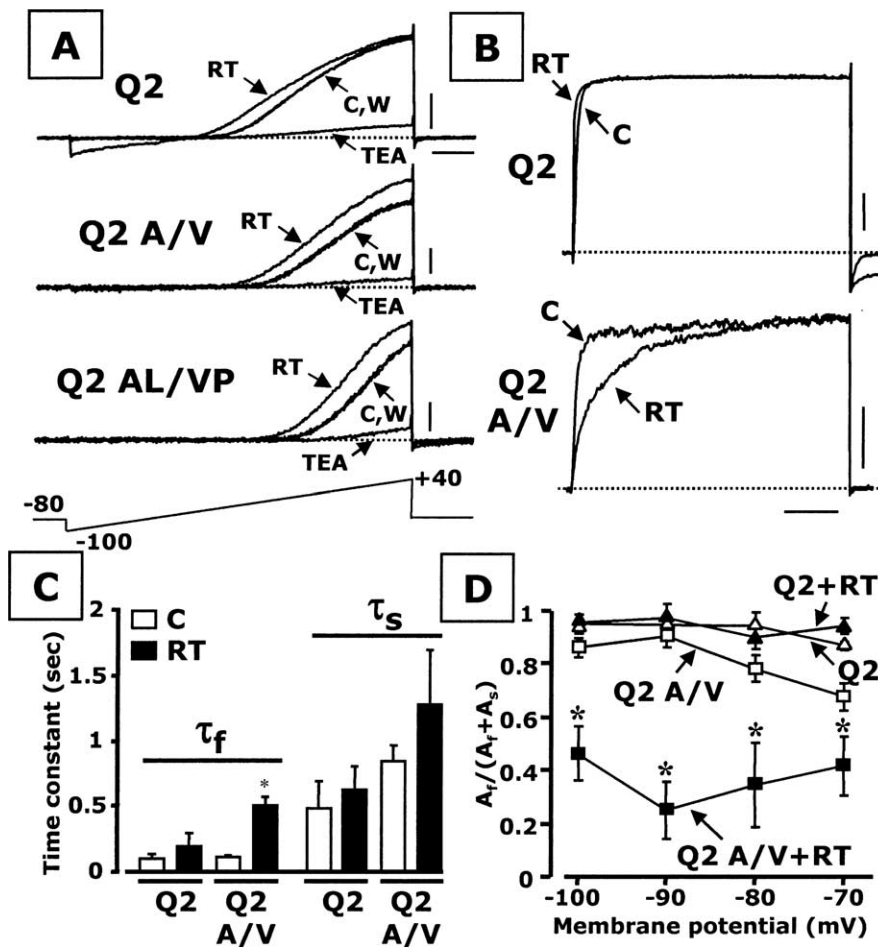 A
Q2
RT
C,W
TEA
Q2 A/V
RT
C,W
TEA
Q2 AL/VP
RT
C,W
TEA
-80
-100
+40
B
RT
C
Q2
C
Q2
A/V
RT
C
Time constant (sec)
2
1.5
1
0.5
0
C
RT
τf
τs
*
Q2
Q2
A/V
Q2
Q2
A/V
D
Af/(Af+As)
1
0.8
0.6
0.4
0.2
0
Q2+RT
Q2
Q2 A/V
* * * *
Q2 A/V+RT
-100 -90 -80 -70
Membrane potential (mV)